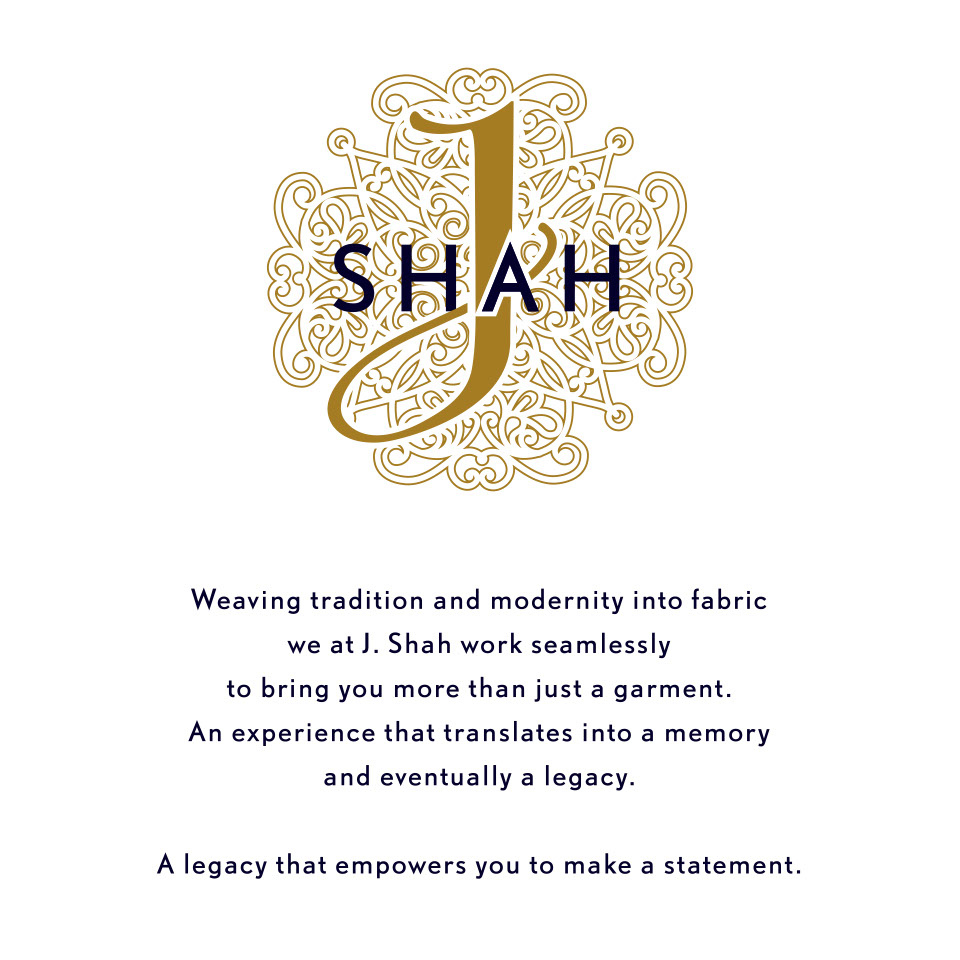 J
SHAH
Weaving tradition and modernity into fabric
we at J. Shah work seamlessly
to bring you more than just a garment.
An experience that translates into a memory
and eventually a legacy.
A legacy that empowers you to make a statement.